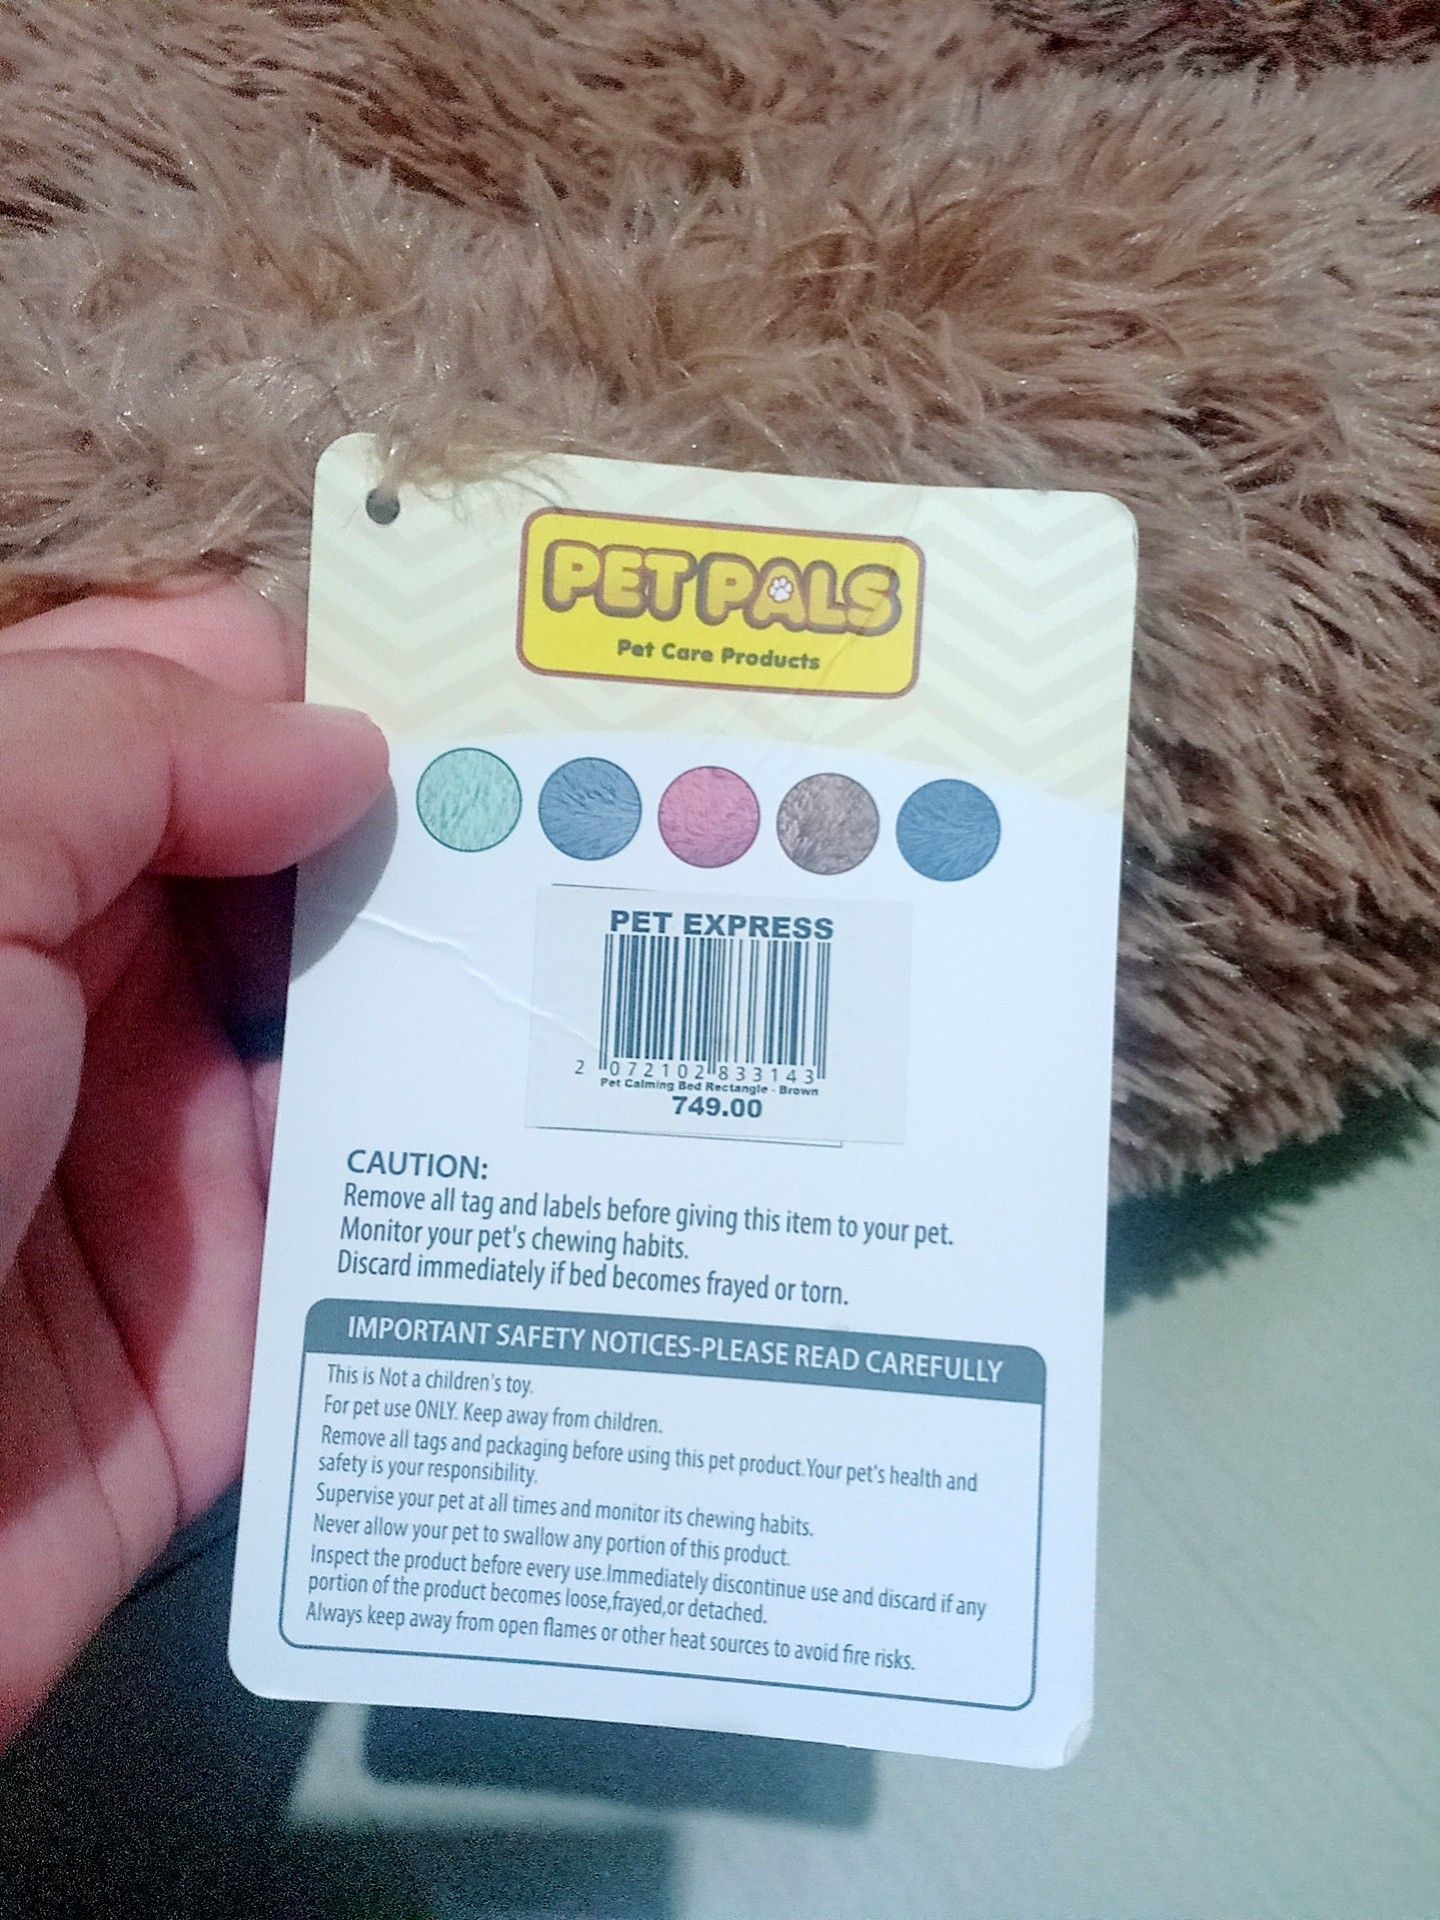 PET PALS
Pet Care Products
PET EXPRESS
2 072102 833143
Pet Calming Bed Rectangle - Brown
749.00
CAUTION:
Remove all tag and labels before giving this item to your pet.
Monitor your pet's chewing habits.
Discard immediately if bed becomes frayed or torn.
IMPORTANT SAFETY NOTICES-PLEASE READ CAREFULLY
This is Not a children's toy.
For pet use ONLY. Keep away from children.
Remove all tags and packaging before using this pet product.Your pet's health and
safety is your responsibility.
Supervise your pet at all times and monitor its chewing habits.
Never allow your pet to swallow any portion of this product.
Inspect the product before every use.Immediately discontinue use and discard if any
portion of the product becomes loose,frayed,or detached.
Always keep away from open flames or other heat sources to avoid fire risks.